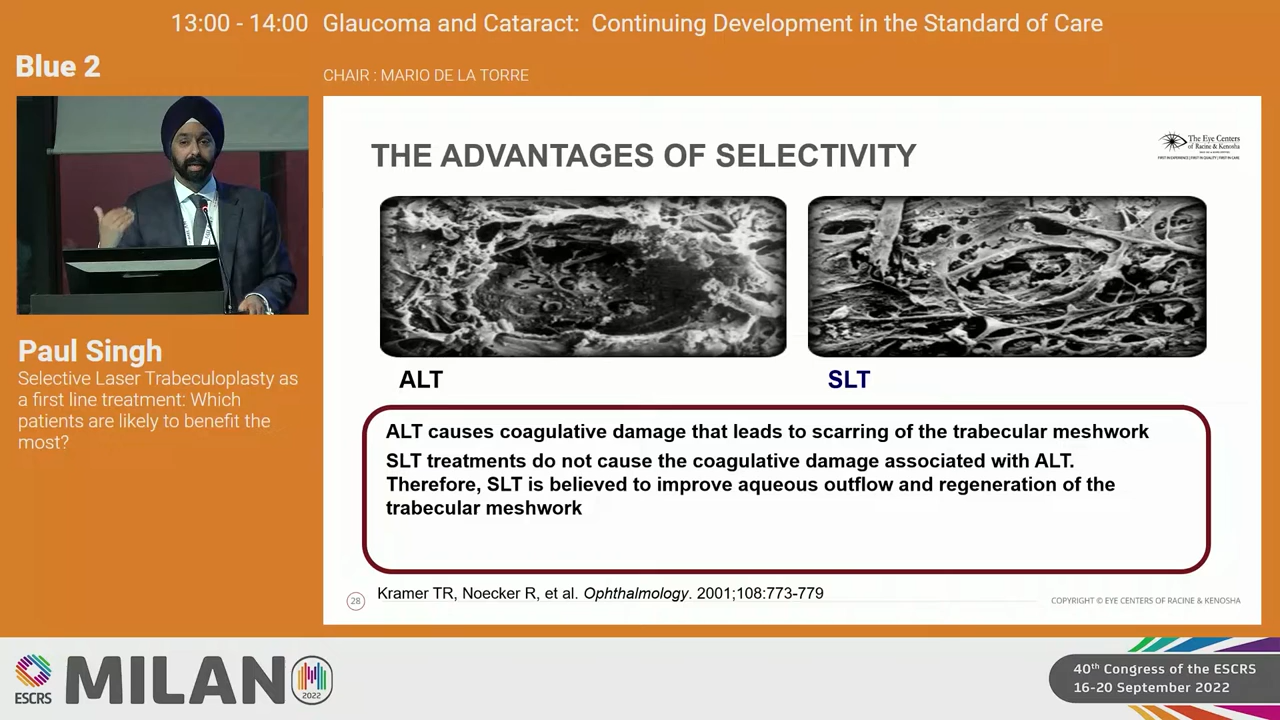 13:00 - 14:00 Glaucoma and Cataract: Continuing Development in the Standard of Care
Blue 2
CHAIR : MARIO DE LA TORRE
THE ADVANTAGES OF SELECTIVITY
The Eye Centers
of Racine & Kenosha
ALT
SLT
Paul Singh
Selective Laser Trabeculoplasty as
a first line treatment: Which
patients are likely to benefit the
most?
ALT causes coagulative damage that leads to scarring of the trabecular meshwork
SLT treatments do not cause the coagulative damage associated with ALT.
Therefore, SLT is believed to improve aqueous outflow and regeneration of the
trabecular meshwork
28
Kramer TR, Noecker R, et al. Ophthalmology. 2001;108:773-779
COPYRIGHT © EYE CENTERS OF RACINE & KENOSHA
ESCRS
MILANO
2022
40th Congress of the ESCRS
16-20 September 2022